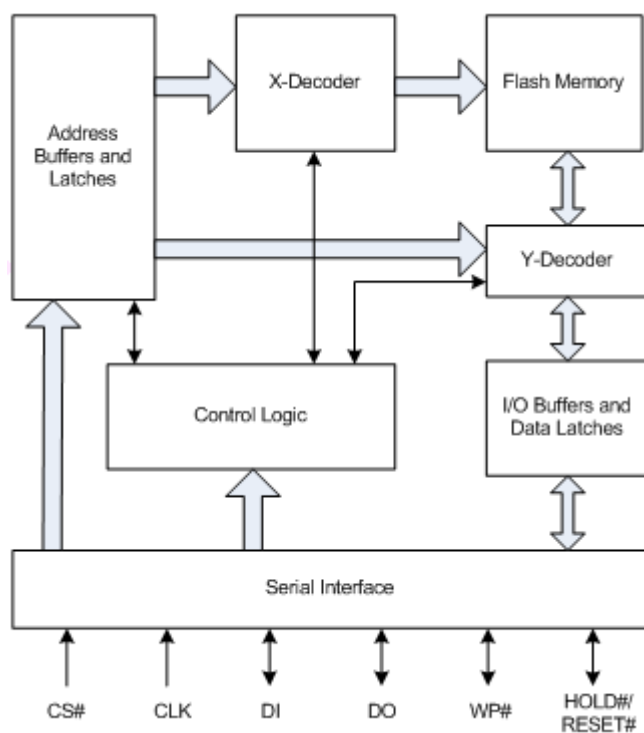 Address
Buffers and
Latches
X-Decoder
Flash Memory
Y-Decoder
Control Logic
I/O Buffers and
Data Latches
Serial Interface
CS#
CLK
DI
DO
WP#
HOLD#/
RESET#